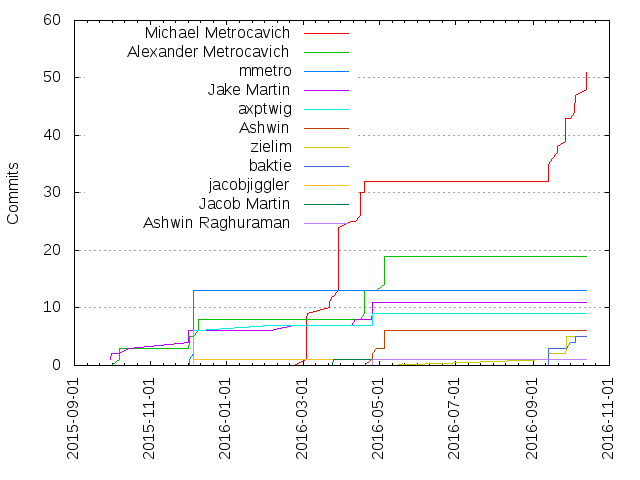 Commits
60
50
40
30
20
10
0
Michael Metrocavich
Alexander Metrocavich
mmetro
Jake Martin
axptwig
Ashwin
zielim
baktie
jacobjiggler
Jacob Martin
Ashwin Raghuraman
2015-09-01
2015-11-01
2016-01-01
2016-03-01
2016-05-01
2016-07-01
2016-09-01
2016-11-01